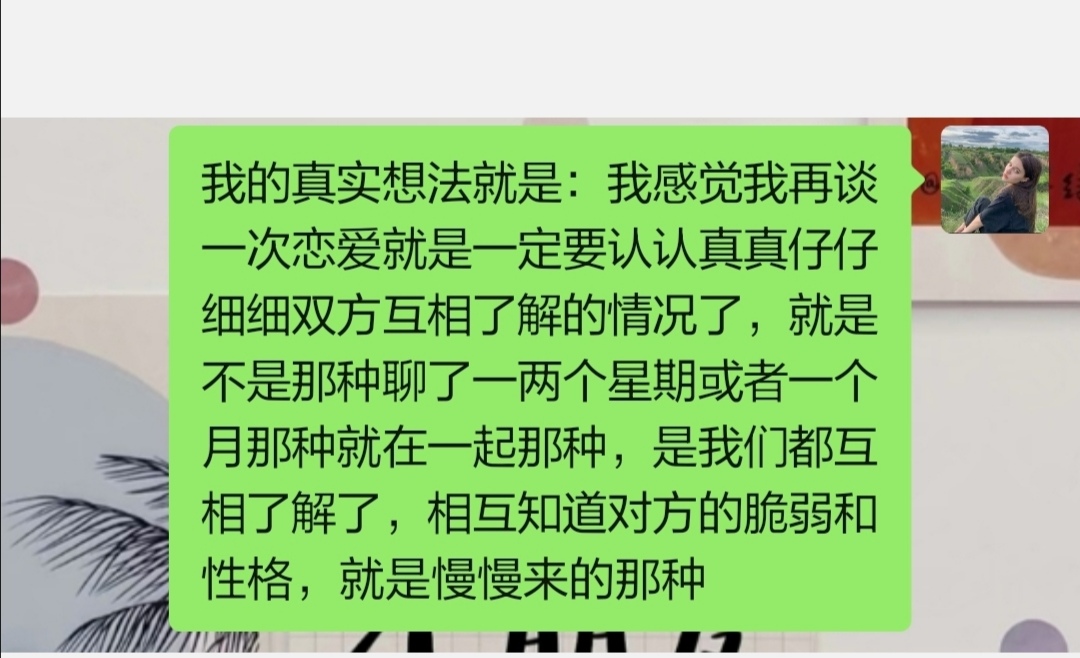 我的真实想法就是：我感觉我再谈
一次恋爱就是一定要认认真真仔仔
细细双方互相了解的情况了，就是
不是那种聊了一两个星期或者一个
月那种就在一起那种，是我们都互
相了解了，相互知道对方的脆弱和
性格，就是慢慢来的那种